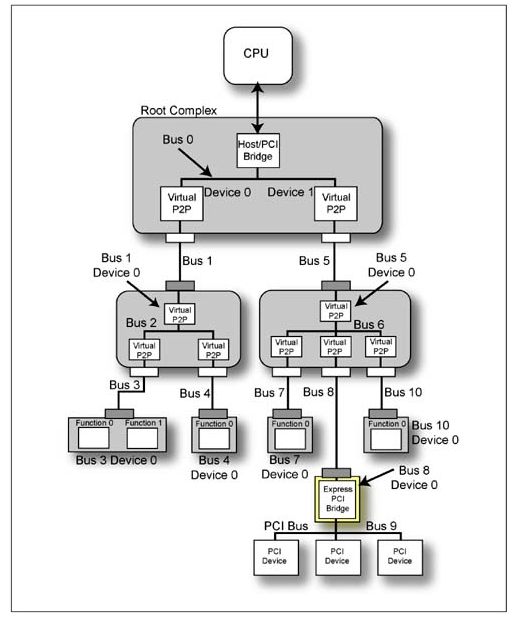 CPU
Root Complex
Bus 0
Host/PCI
Bridge
Device 0
Device 1
Virtual
P2P
Virtual
P2P
Bus 1
Bus 5
Bus 1
Device 0
Bus 5
Device 0
Virtual
P2P
Bus 2
Virtual
P2P
Virtual
P2P
Virtual
P2P
Bus 6
Virtual
P2P
Virtual
P2P
Virtual
P2P
Bus 3
Bus 4
Bus 7
Bus 8
Bus 10
Function 0
Function 1
Bus 3 Device 0
Function 0
Bus 4
Device 0
Function 0
Bus 7
Device 0
Function 0
Bus 10
Device 0
Bus 8
Device 0
Express
PCI
Bridge
PCI Bus
Bus 9
PCI
Device
PCI
Device
PCI
Device